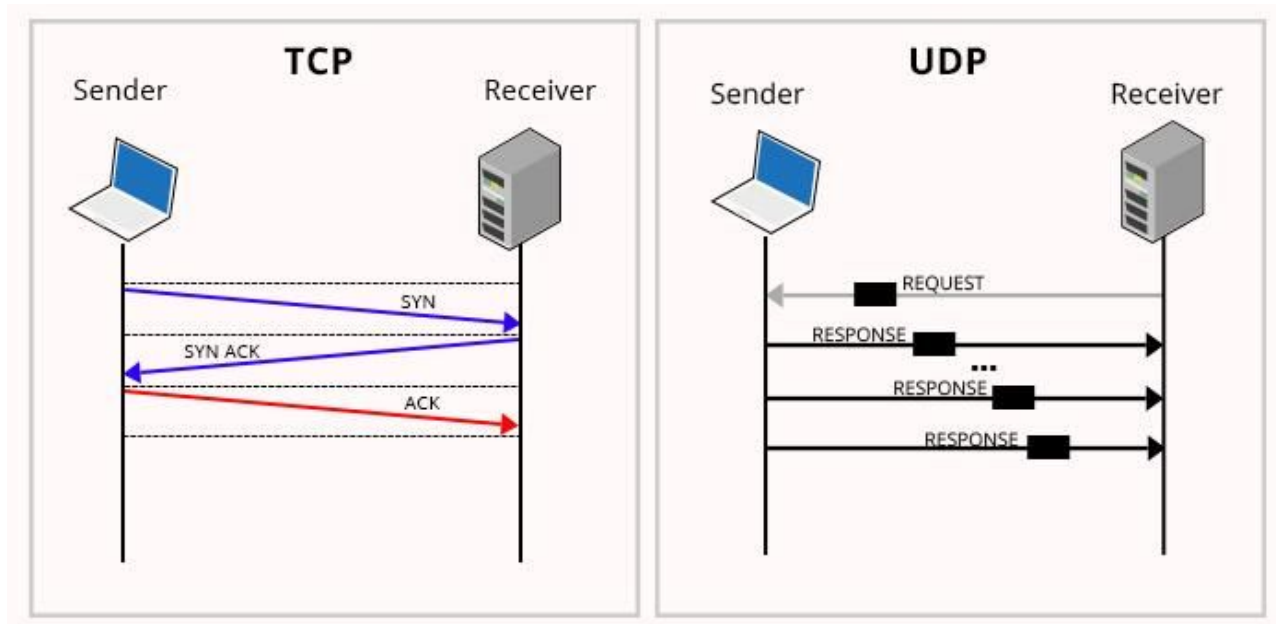 TCP
Sender
Receiver
SYN
SYN ACK
ACK
UDP
Sender
Receiver
REQUEST
RESPONSE
...
RESPONSE
RESPONSE